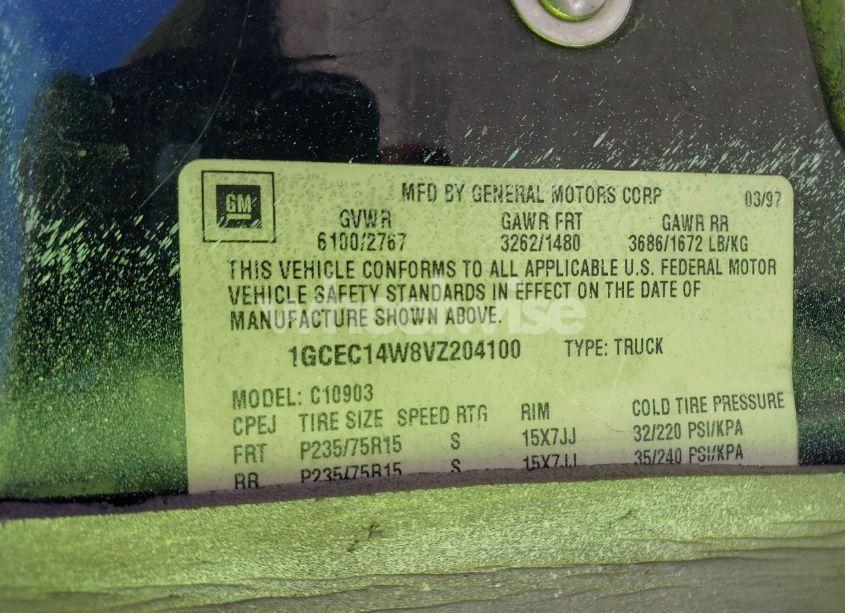 GM
MFD BY GENERAL MOTORS CORP 03/97
GVWR GAWR FRT GAWR RR
6100/2767 3262/1480 3686/1672 LB/KG
THIS VEHICLE CONFORMS TO ALL APPLICABLE U.S. FEDERAL MOTOR
VEHICLE SAFETY STANDARDS IN EFFECT ON THE DATE OF
MANUFACTURE SHOWN ABOVE.
1GCEC14W8VZ204100 TYPE: TRUCK
MODEL: C10903
CPEJ TIRE SIZE SPEED RTG RIM COLD TIRE PRESSURE
FRT P235/75R15 S 15X7JJ 32/220 PSI/KPA
RR P235/75R15 S 15X7JJ 35/240 PSI/KPA